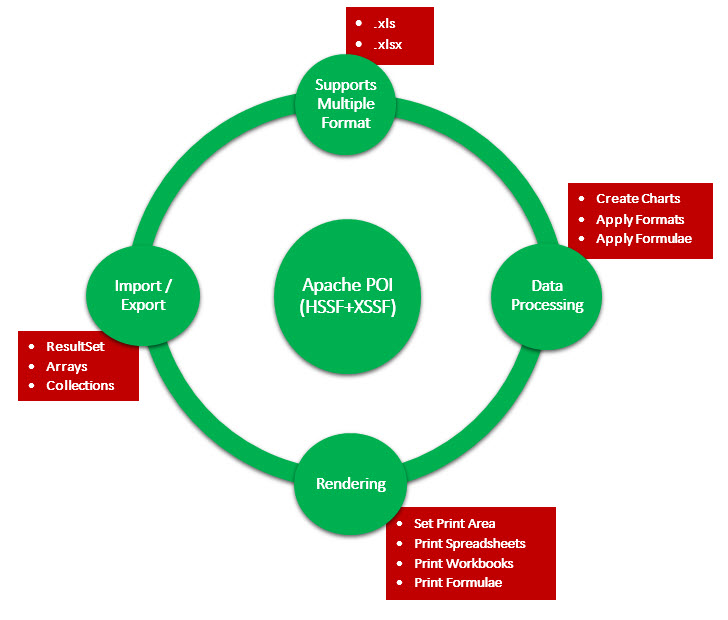 .xls
.xlsx
Supports
Multiple
Format
Create Charts
Apply Formats
Apply Formulae
Data
Processing
Apache POI
(HSSF+XSSF)
Import /
Export
ResultSet
Arrays
Collections
Rendering
Set Print Area
Print Spreadsheets
Print Workbooks
Print Formulae